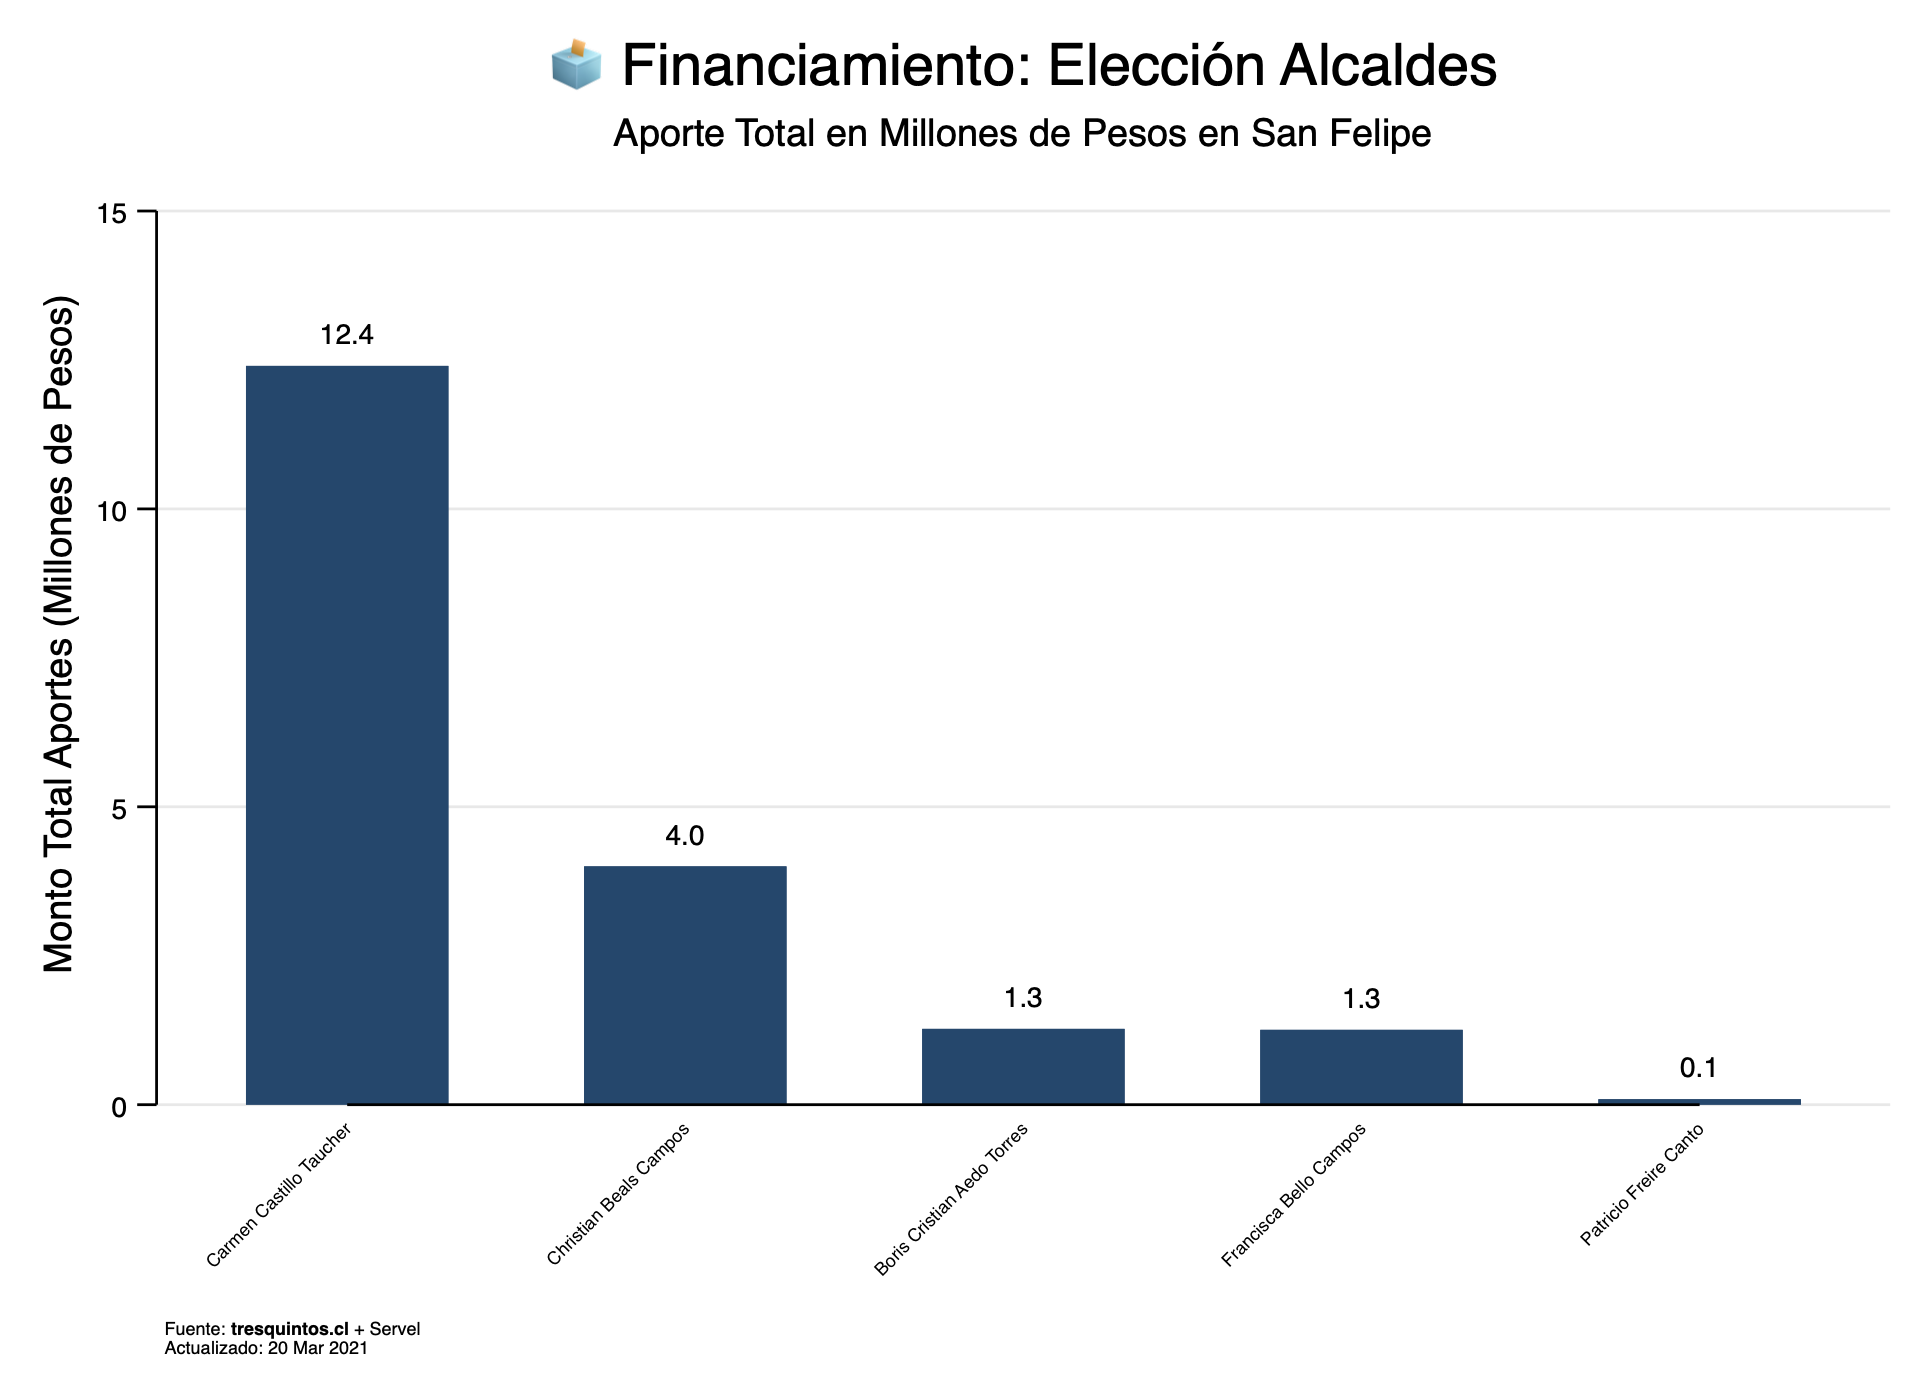 Financiamiento: Elección Alcaldes
Aporte Total en Millones de Pesos en San Felipe
Monto Total Aportes (Millones de Pesos)
15
10
5
0
12.4
4.0
1.3
1.3
0.1
Carmen Castillo Taucher
Christian Beals Campos
Boris Cristian Aedo Torres
Francisca Bello Campos
Patricio Freire Canto
Fuente: tresquintos.cl + Servel
Actualizado: 20 Mar 2021